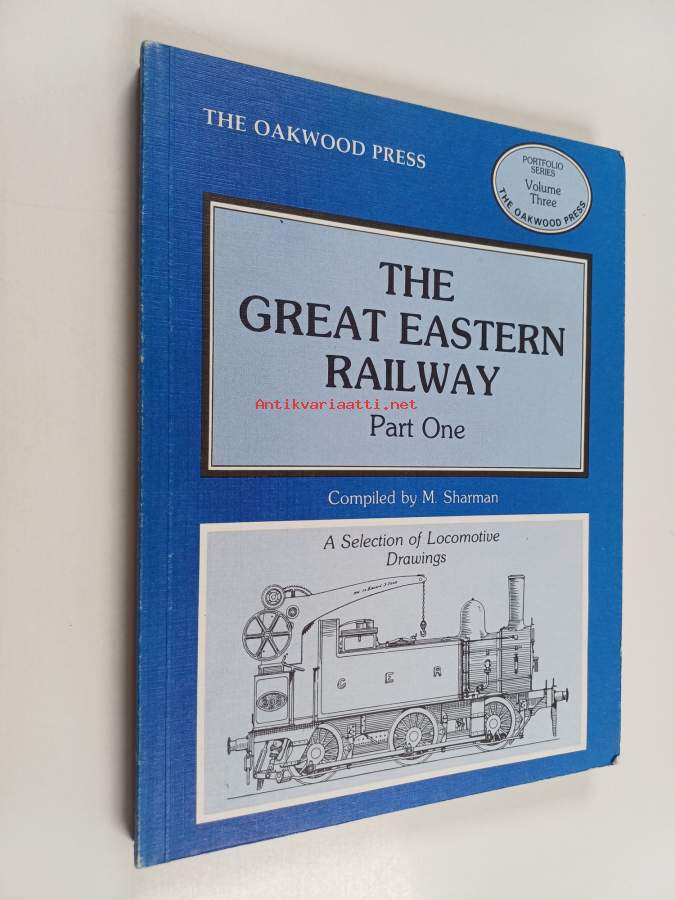 THE OAKWOOD PRESS
PORTFOLIO
SERIES
Volume
Three
THE OAKWOOD PRESS
THE
GREAT EASTERN
RAILWAY
Antikvariaatti.net
Part One
Compiled by M. Sharman
A Selection of Locomotive
Drawings
G E R